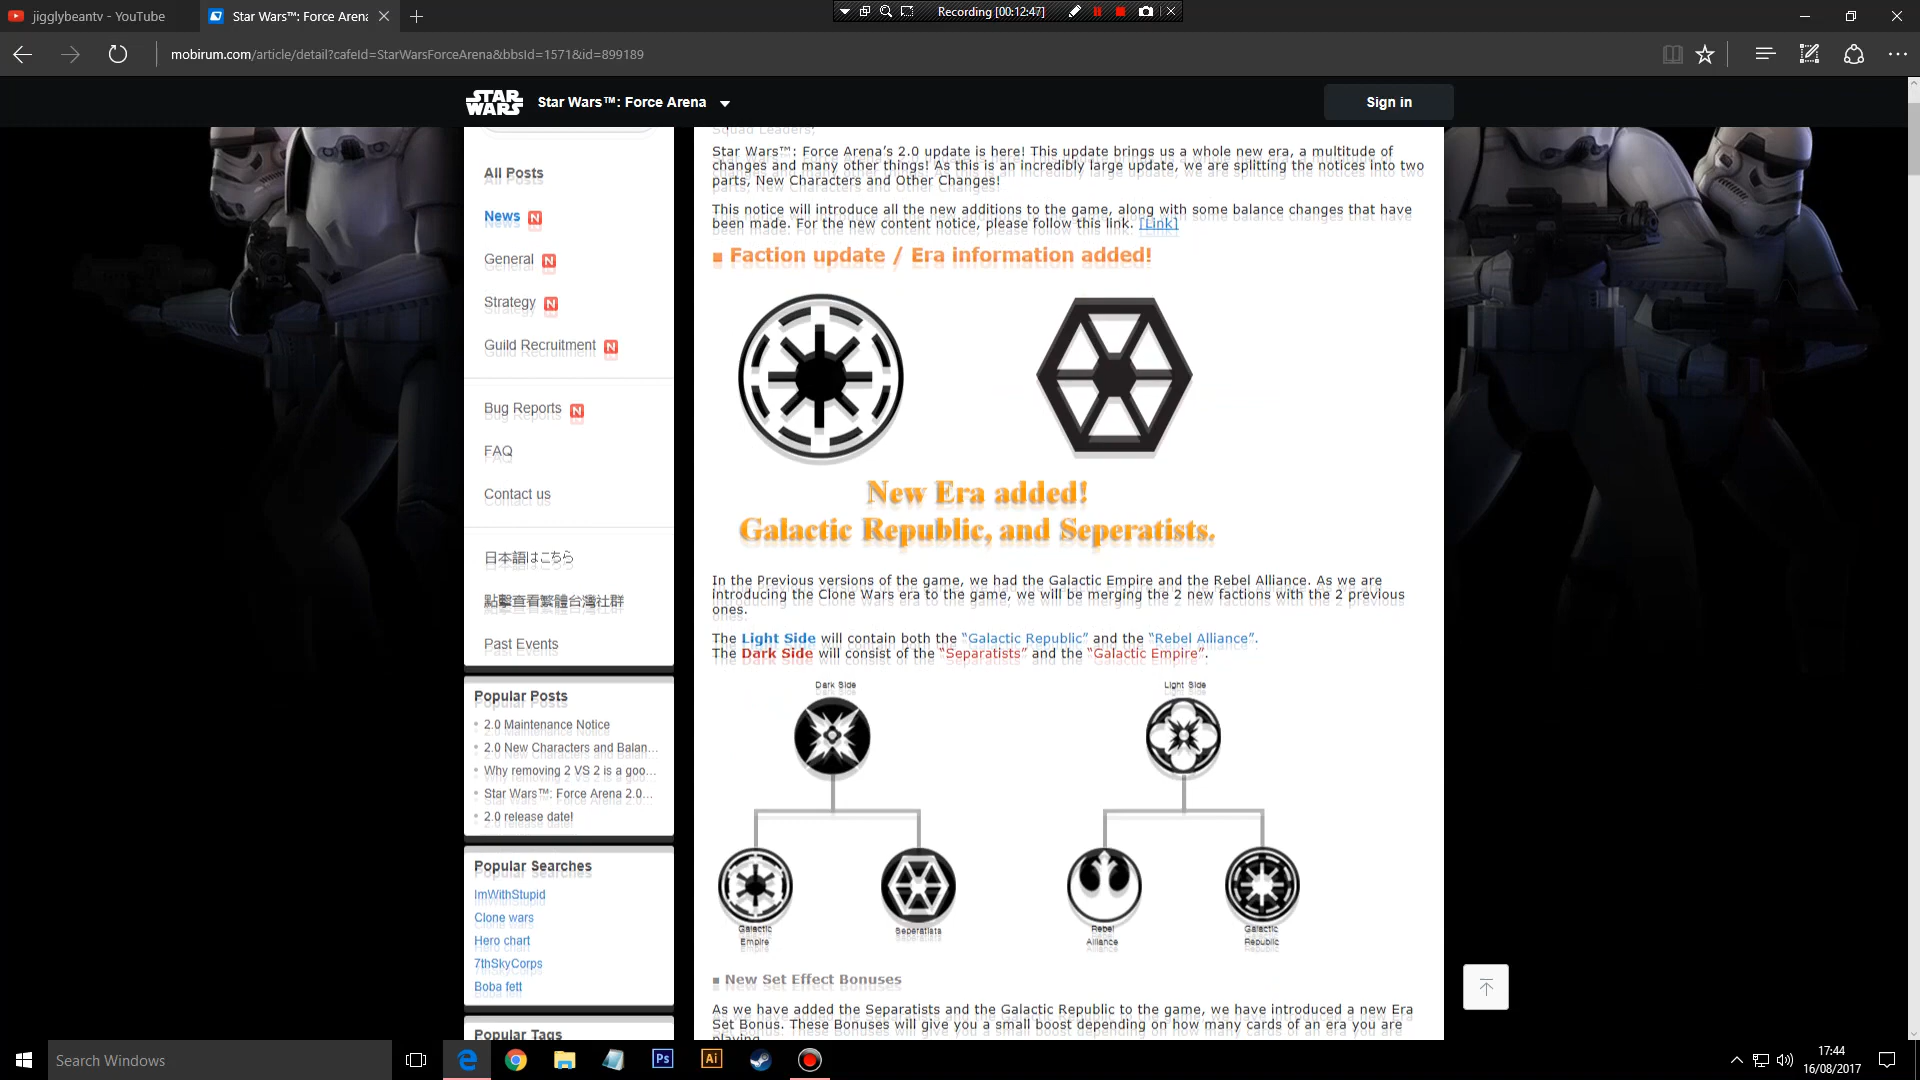 jigglybeantv - YouTube
Star Wars™: Force Arena
Recording [00:12:47]
mobirum.com/article/detail?cafeId=StarWarsForceArena&bbsId=1571&id=899189
STAR WARS
Star Wars™: Force Arena
Sign in
All Posts
News N
General N
Strategy N
Guild Recruitment N
Bug Reports N
FAQ
Contact us
日本語はこちら
點擊查看繁體台灣社群
Past Events
Popular Posts
2.0 Maintenance Notice
2.0 New Characters and Balan...
Why removing 2 VS 2 is a goo...
Star Wars™: Force Arena 2.0...
2.0 release date!
Popular Searches
ImWithStupid
Clone wars
Hero chart
7thSkyCorps
Boba fett
Popular Tags
Squad Leaders,
Star Wars™: Force Arena's 2.0 update is here! This update brings us a whole new era, a multitude of
changes and many other things! As this is an incredibly large update, we are splitting the notices into two
parts, New Characters and Other Changes!
This notice will introduce all the new additions to the game, along with some balance changes that have
been made. For the new content notice, please follow this link. [Link]
■ Faction update / Era information added!
New Era added!
Galactic Republic, and Seperatists.
In the Previous versions of the game, we had the Galactic Empire and the Rebel Alliance. As we are
introducing the Clone Wars era to the game, we will be merging the 2 new factions with the 2 previous
ones.
The Light Side will contain both the “Galactic Republic” and the “Rebel Alliance”.
The Dark Side will consist of the “Separatists” and the “Galactic Empire”.
Dark Side
Light Side
Galactic
Empire
Seperatists
Rebel
Alliance
Galactic
Republic
■ New Set Effect Bonuses
As we have added the Separatists and the Galactic Republic to the game, we have introduced a new Era
Set Bonus. These Bonuses will give you a small boost depending on how many cards of an era you are
playing
Search Windows
Ps
Ai
17:44
16/08/2017